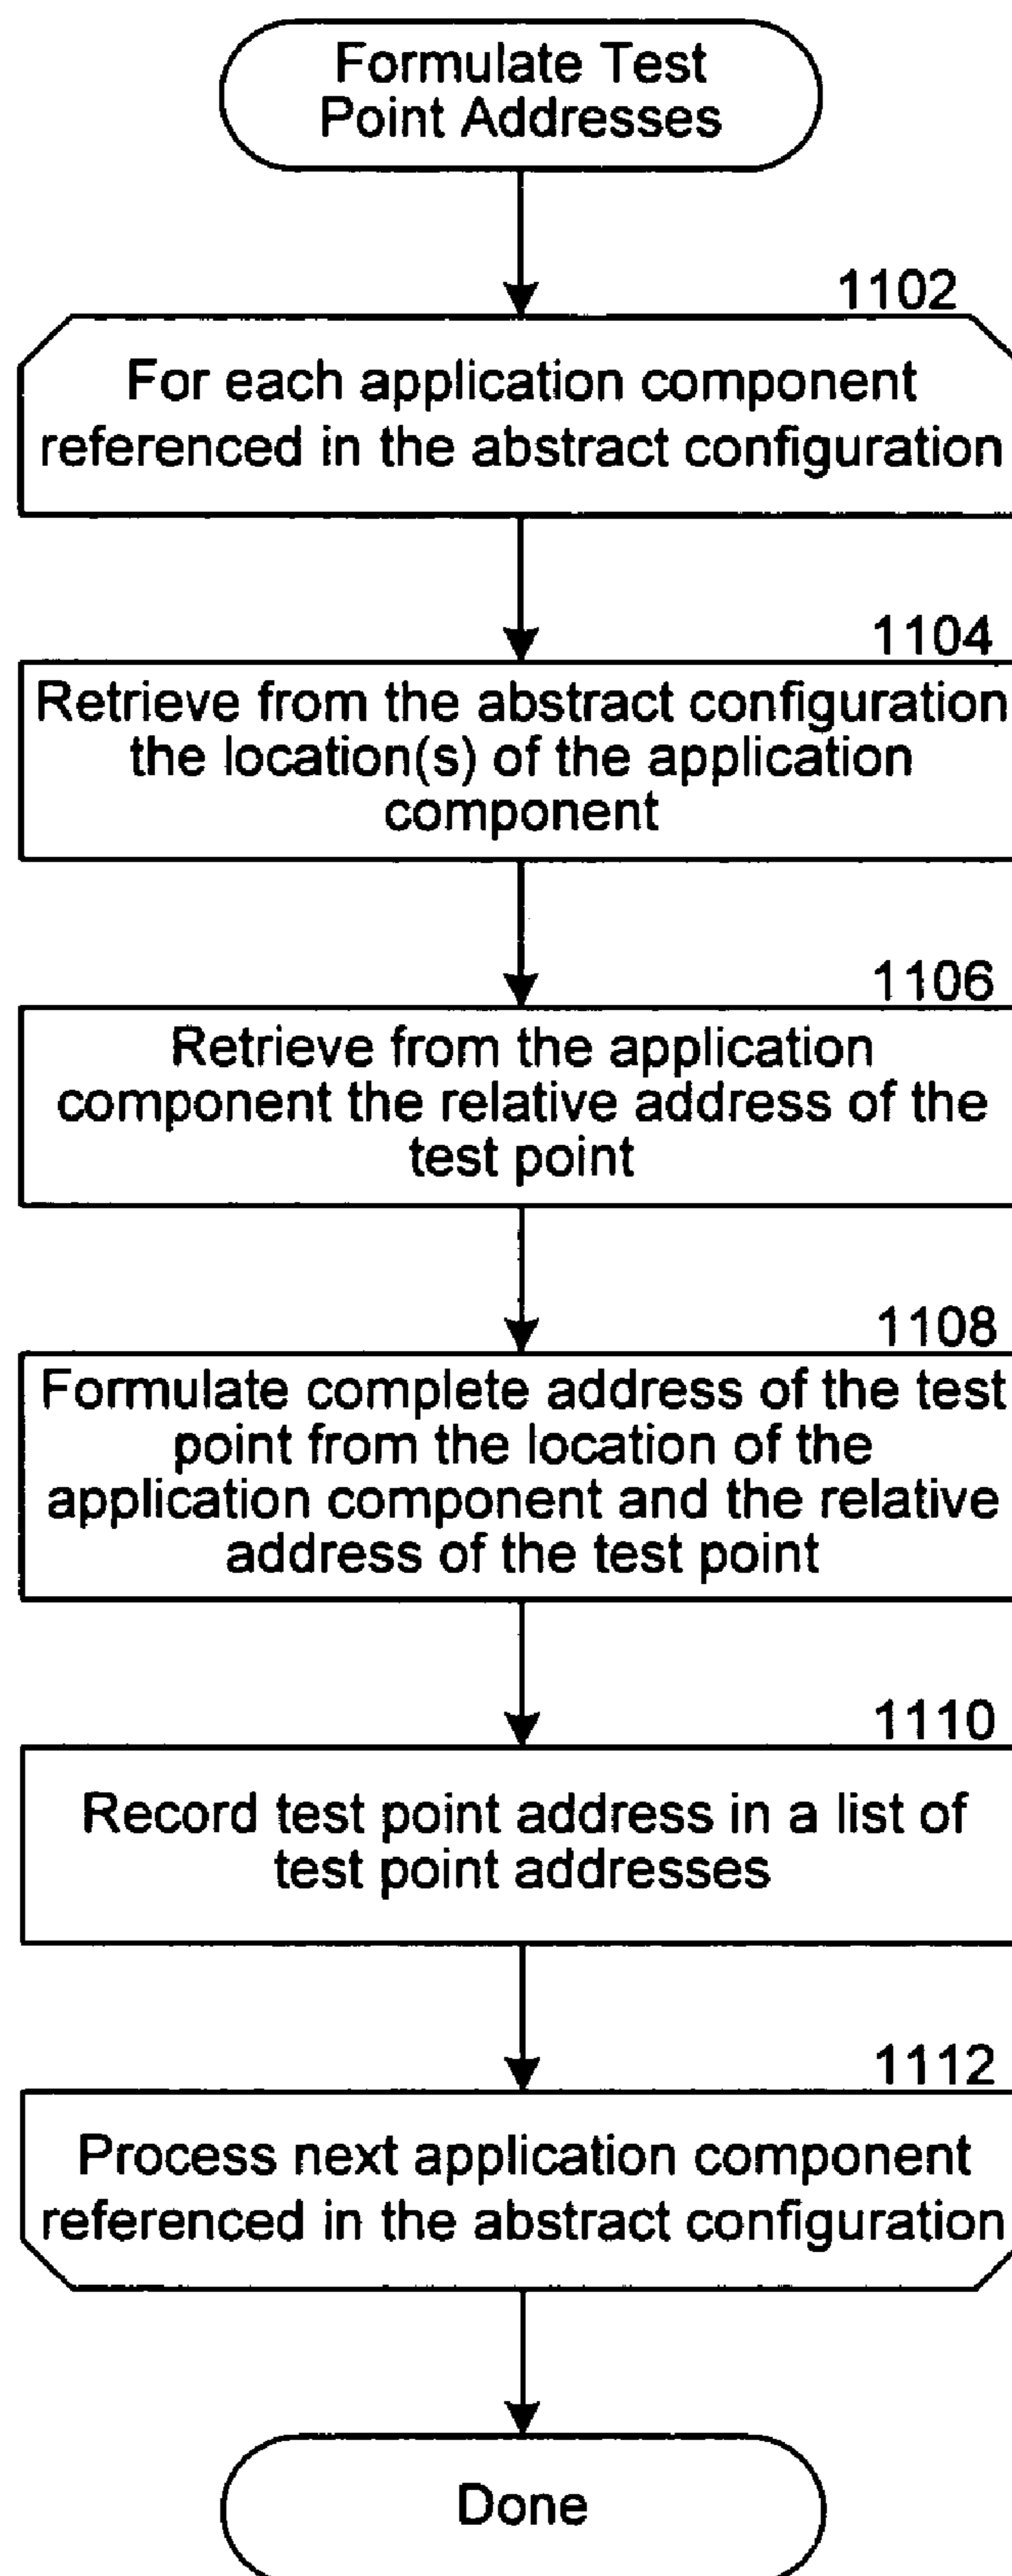 Formulate Test
Point Addresses
1102
For each application component
referenced in the abstract configuration
1104
Retrieve from the abstract configuration
the location(s) of the application
component
1106
Retrieve from the application
component the relative address of the
test point
1108
Formulate complete address of the test
point from the location of the
application component and the relative
address of the test point
1110
Record test point address in a list of
test point addresses
1112
Process next application component
referenced in the abstract configuration
Done